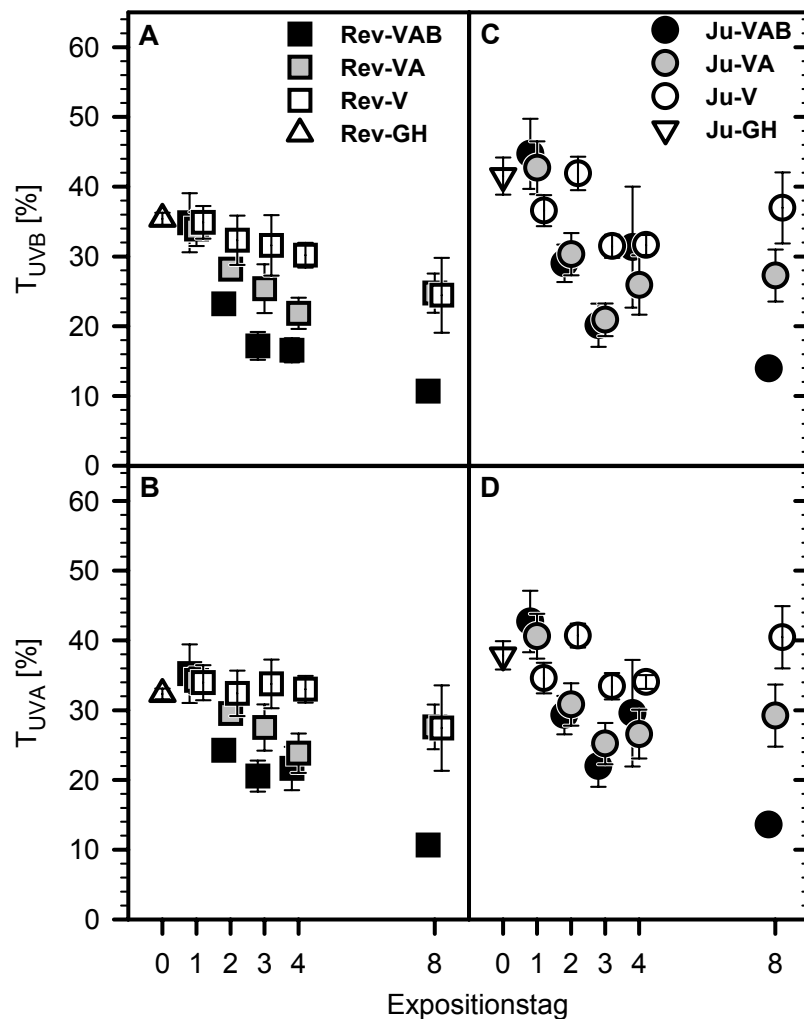 A
Rev-VAB
Rev-VA
Rev-V
Rev-GH
C
Ju-VAB
Ju-VA
Ju-V
Ju-GH
60
50
40
30
20
10
0
T_UVB [%]
B
D
60
50
40
30
20
10
0
T_UVA [%]
0 1 2 3 4 8
0 1 2 3 4 8
Expositionstag